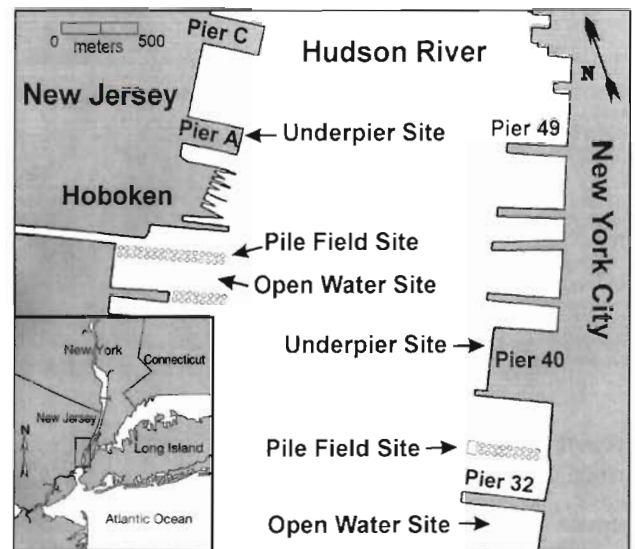 Pier C
0 500
meters
Hudson River
N
New Jersey
Pier A
Underpier Site
Pier 49
New York City
Hoboken
Pile Field Site
Open Water Site
Underpier Site
Pier 40
New York
Connecticut
New Jersey
N
Long Island
Pile Field Site
Pier 32
Atlantic Ocean
Open Water Site